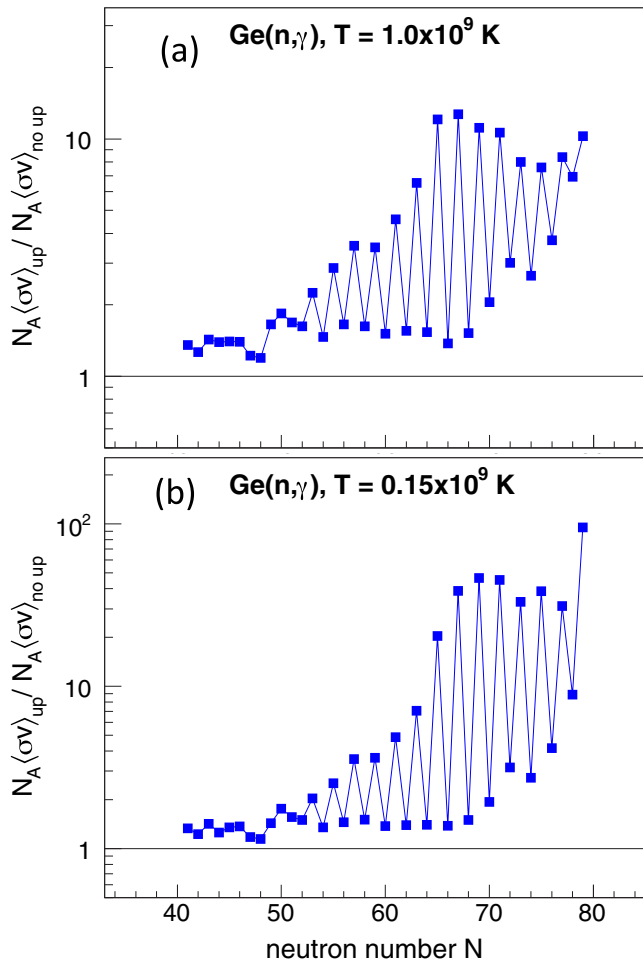 (a) Ge(n,γ), T = 1.0x10⁹ K
10
1
N_A⟨σv⟩_up / N_A⟨σv⟩_no up
(b) Ge(n,γ), T = 0.15x10⁹ K
10²
10
1
N_A⟨σv⟩_up / N_A⟨σv⟩_no up
40 50 60 70 80
neutron number N